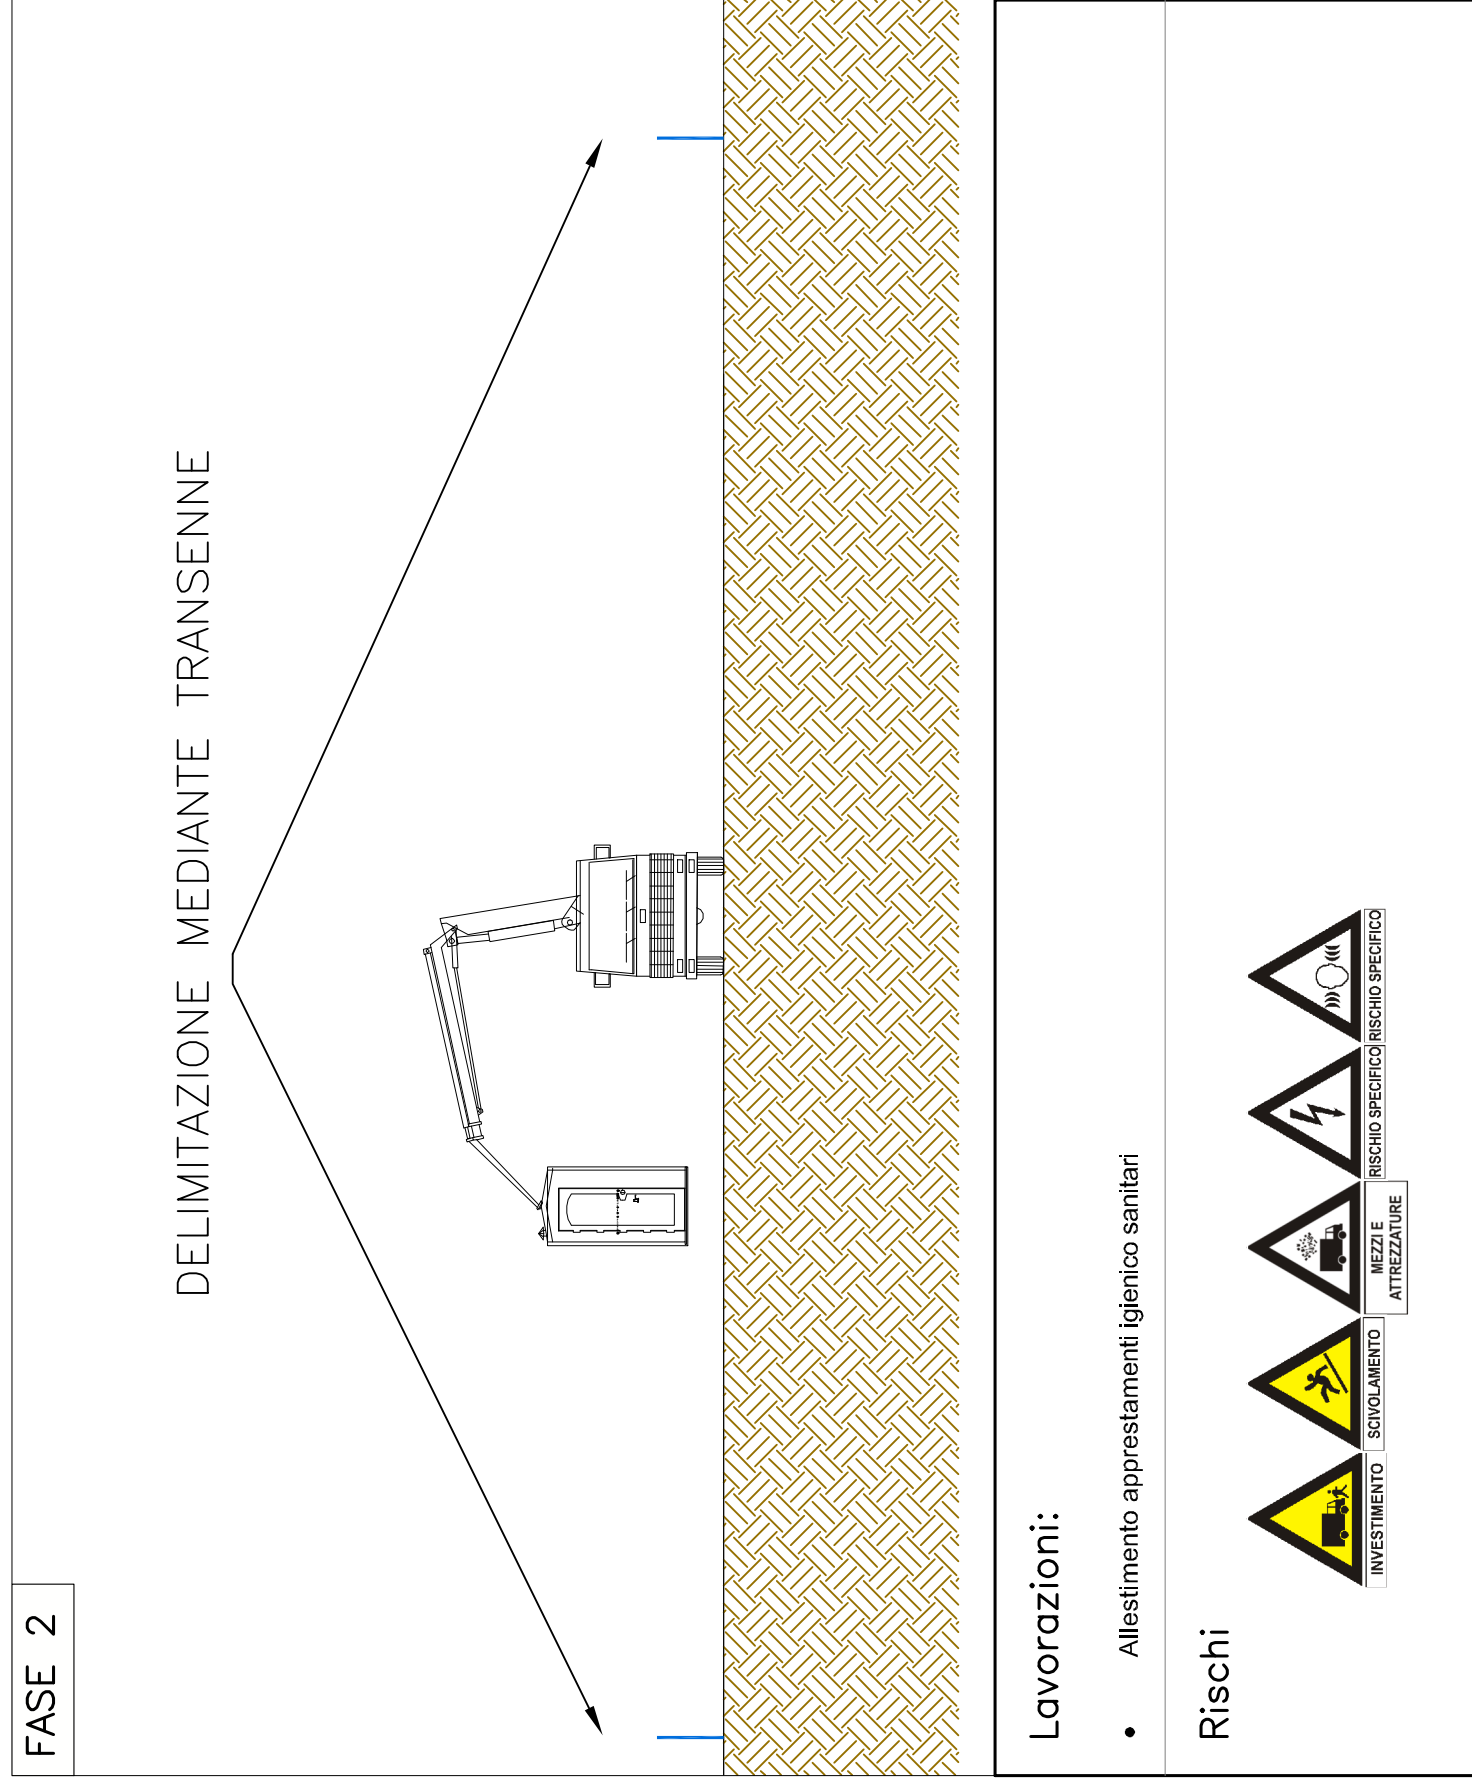 FASE 2
DELIMITAZIONE MEDIANTE TRANSENNE
Lavorazioni:
• Allestimento apprestamenti igienico sanitari
Rischi
INVESTIMENTO
SCIVOLAMENTO
MEZZI E
ATTREZZATURE
RISCHIO SPECIFICO
RISCHIO SPECIFICO